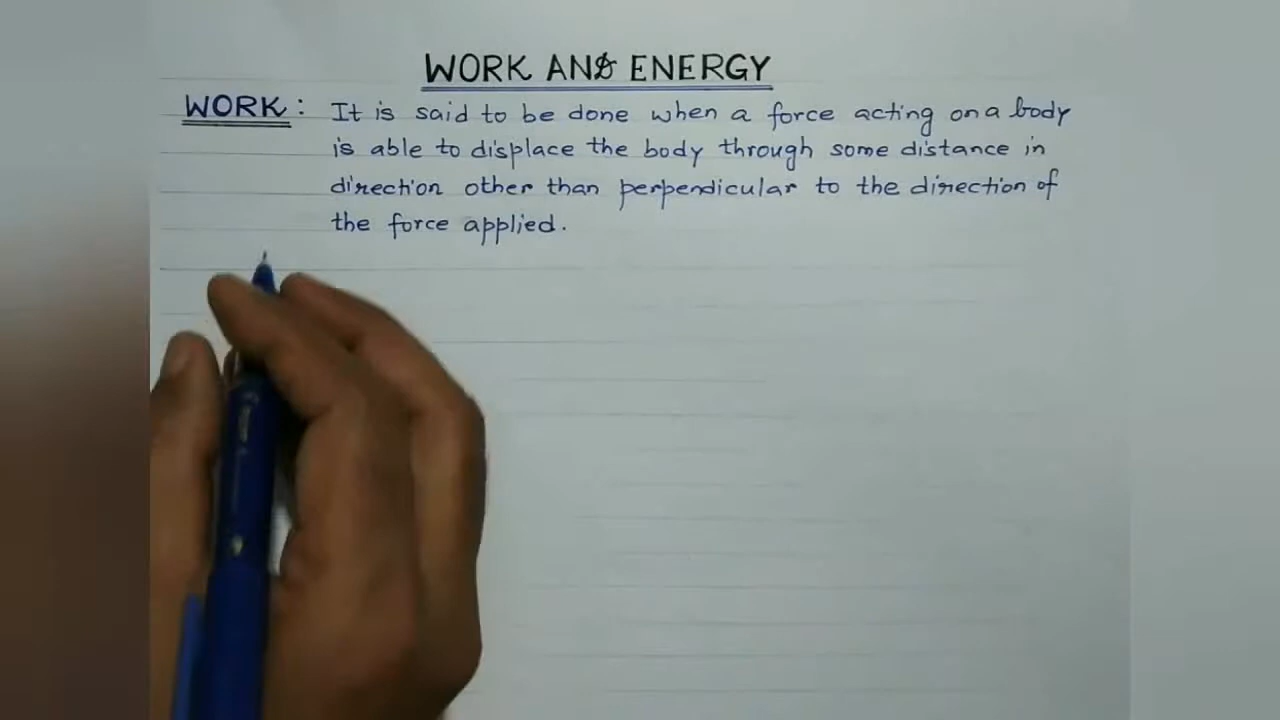 WORK AND ENERGY
WORK : It is said to be done when a force acting on a body
is able to displace the body through some distance in
direction other than perpendicular to the direction of
the force applied.